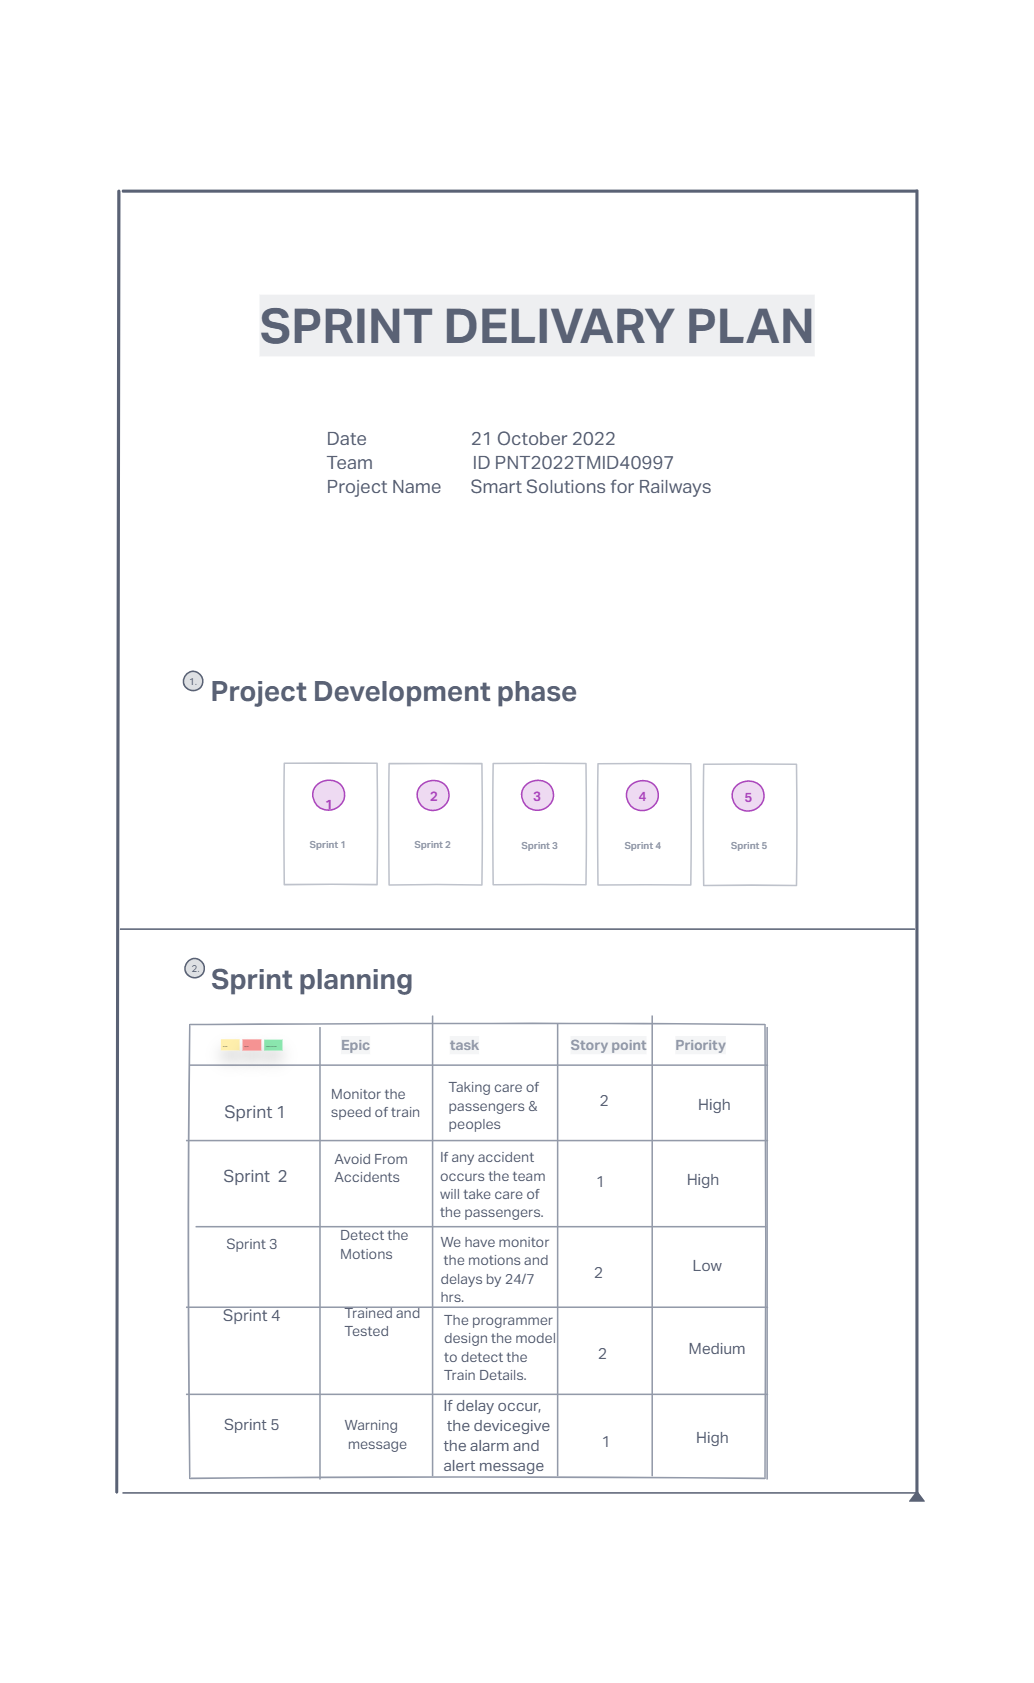 SPRINT DELIVARY PLAN
Date 21 October 2022
Team ID PNT2022TMID40997
Project Name Smart Solutions for Railways
1.
Project Development phase
1 2 3 4 5
Sprint 1 Sprint 2 Sprint 3 Sprint 4 Sprint 5
2.
Sprint planning
Epic task Story point Priority
Sprint 1
Monitor the
speed of train
Taking care of
passengers &
peoples
2
High
Sprint 2
Avoid From
Accidents
If any accident
occurs the team
will take care of
the passengers.
1
High
Sprint 3
Detect the
Motions
We have monitor
the motions and
delays by 24/7
hrs.
2
Low
Sprint 4
Trained and
Tested
The programmer
design the model
to detect the
Train Details.
2
Medium
Sprint 5
Warning
message
If delay occur,
the devicegive
the alarm and
alert message
1
High